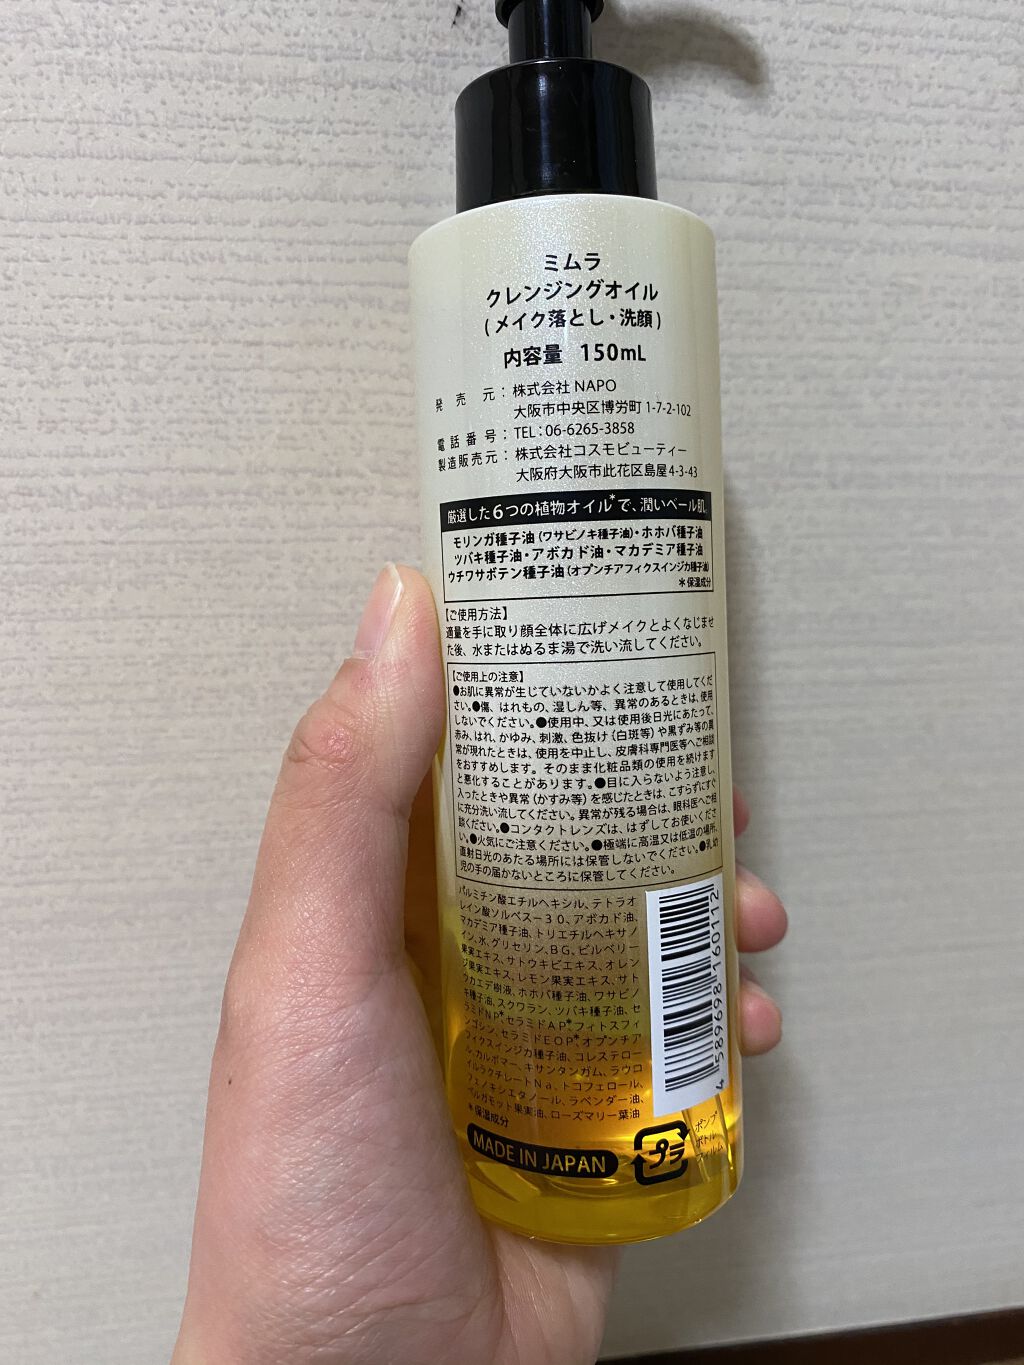 ミムラ
クレンジングオイル
(メイク落とし・洗顔)
内容量 150mL
発売元：株式会社 NAPO
大阪市中央区博労町 1-7-2-102
電話番号：TEL：06-6265-3858
製造販売元：株式会社コスモビューティー
大阪府大阪市此花区島屋4-3-43
厳選した6つの植物オイル*で、潤いベール肌。
モリンガ種子油(ワサビノキ種子油)・ホホバ種子油
ツバキ種子油・アボカド油・マカデミア種子油
ウチワサボテン種子油(オプンチアフィクスインジカ種子油)
*保湿成分
【ご使用方法】
適量を手に取り顔全体に広げメイクとよくなじませ
た後、水またはぬるま湯で洗い流してください。
【ご使用上の注意】
●お肌に異常が生じていないかよく注意して使用してくだ
さい。●傷、はれもの、湿しん等、異常のあるときは、使用
しないでください。●使用中、又は使用後日光にあたって、
赤み、はれ、かゆみ、刺激、色抜け(白斑等)や黒ずみ等の異
常が現れたときは、使用を中止し、皮膚科専門医等へご相談
をおすすめします。そのまま化粧品類の使用を続けます
と悪化することがあります。●目に入らないよう注意し、
入ったときや異常(かすみ等)を感じたときは、こすらずにすぐ
に充分洗い流してください。異常が残る場合は、眼科医へご相
談ください。●コンタクトレンズは、はずしてお使いくださ
い。●火気にご注意ください。●極端に高温又は低温の場所、
直射日光のあたる場所には保管しないでください。●乳幼
児の手の届かないところに保管してください。
パルミチン酸エチルヘキシル、テトラオ
レイン酸ソルベス－３０、アボカド油、
マカデミア種子油、トリエチルヘキサノ
イン、水、グリセリン、ＢＧ、ビルベリー
果実エキス、サトウキビエキス、オレン
ジ果実エキス、レモン果実エキス、サト
ウカエデ樹液、ホホバ種子油、ワサビノ
キ種子油、スクワラン、ツバキ種子油、セ
ラミドＮＰ*、セラミドＡＰ*、フィトスフィ
ンゴシン、セラミドＥＯＰ*、オプンチア
フィクスインジカ種子油、コレステロー
ル、カルボマー、キサンタンガム、ラウロ
イルラクチレートＮａ、トコフェロール、
フェノキシエタノール、ラベンダー油、
ベルガモット果実油、ローズマリー葉油
*保湿成分
4 589698 160112
MADE IN JAPAN
プラ
ポンプ
ボトル
フィルム